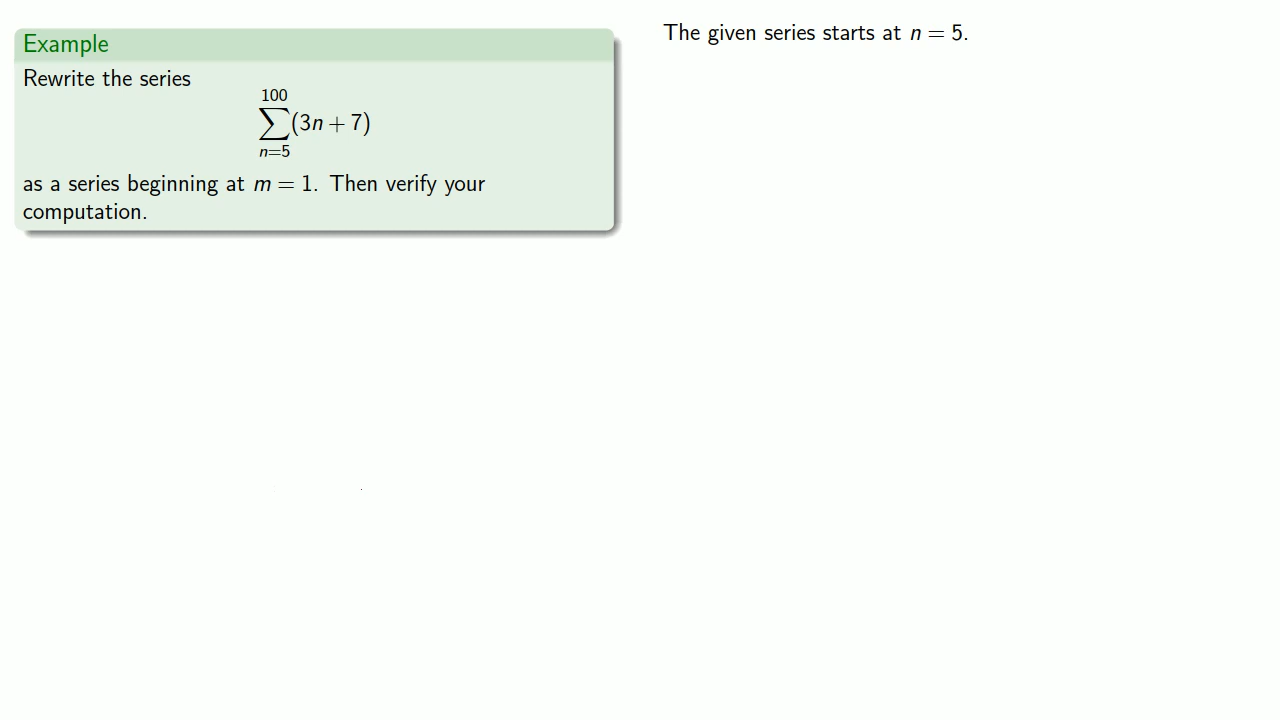 Example
Rewrite the series
100
∑(3n + 7)
n=5
as a series beginning at m = 1. Then verify your
computation.
The given series starts at n = 5.